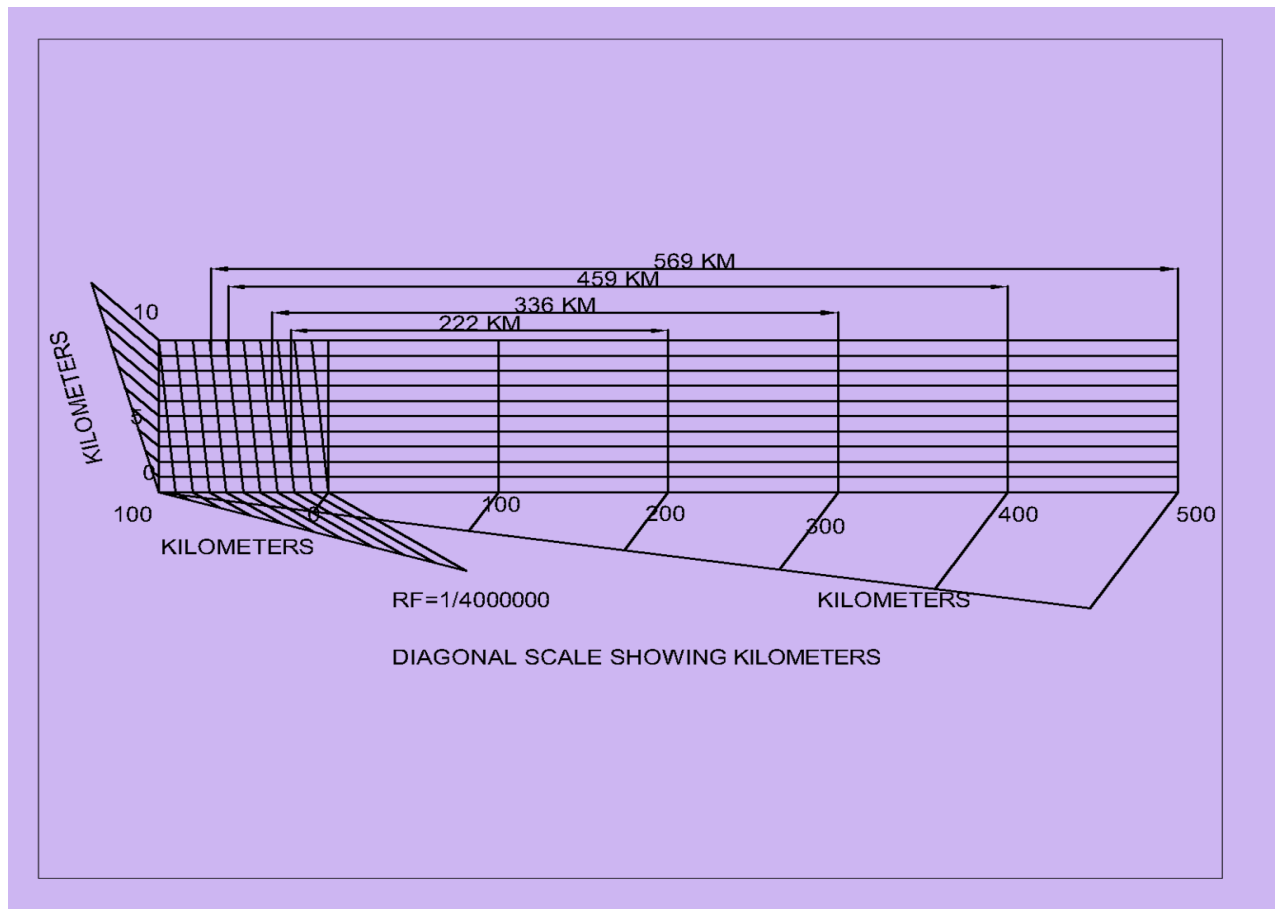 569 KM
459 KM
336 KM
222 KM
10
KILOMETERS
5
0
100
0
100
200
300
400
500
KILOMETERS
RF=1/4000000
KILOMETERS
DIAGONAL SCALE SHOWING KILOMETERS